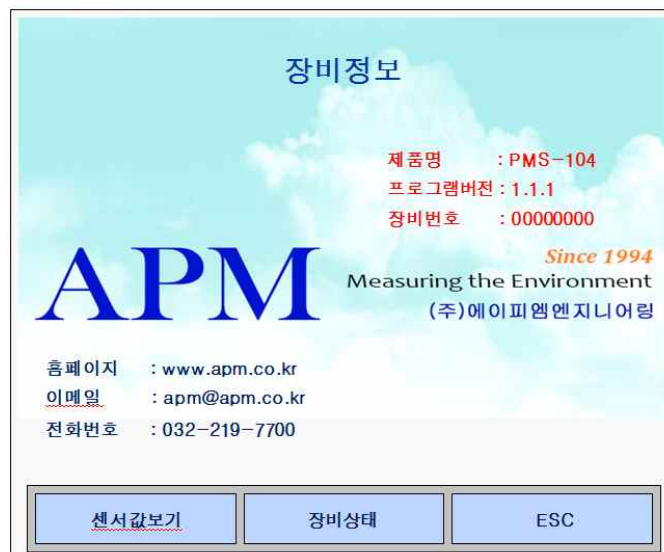 장비정보
제품명 : PMS-104
프로그램버전 : 1.1.1
장비번호 : 00000000
APM
Since 1994
Measuring the Environment
(주)에이피엠엔지니어링
홈페이지 : www.apm.co.kr
이메일 : apm@apm.co.kr
전화번호 : 032-219-7700
센서값보기 장비상태 ESC